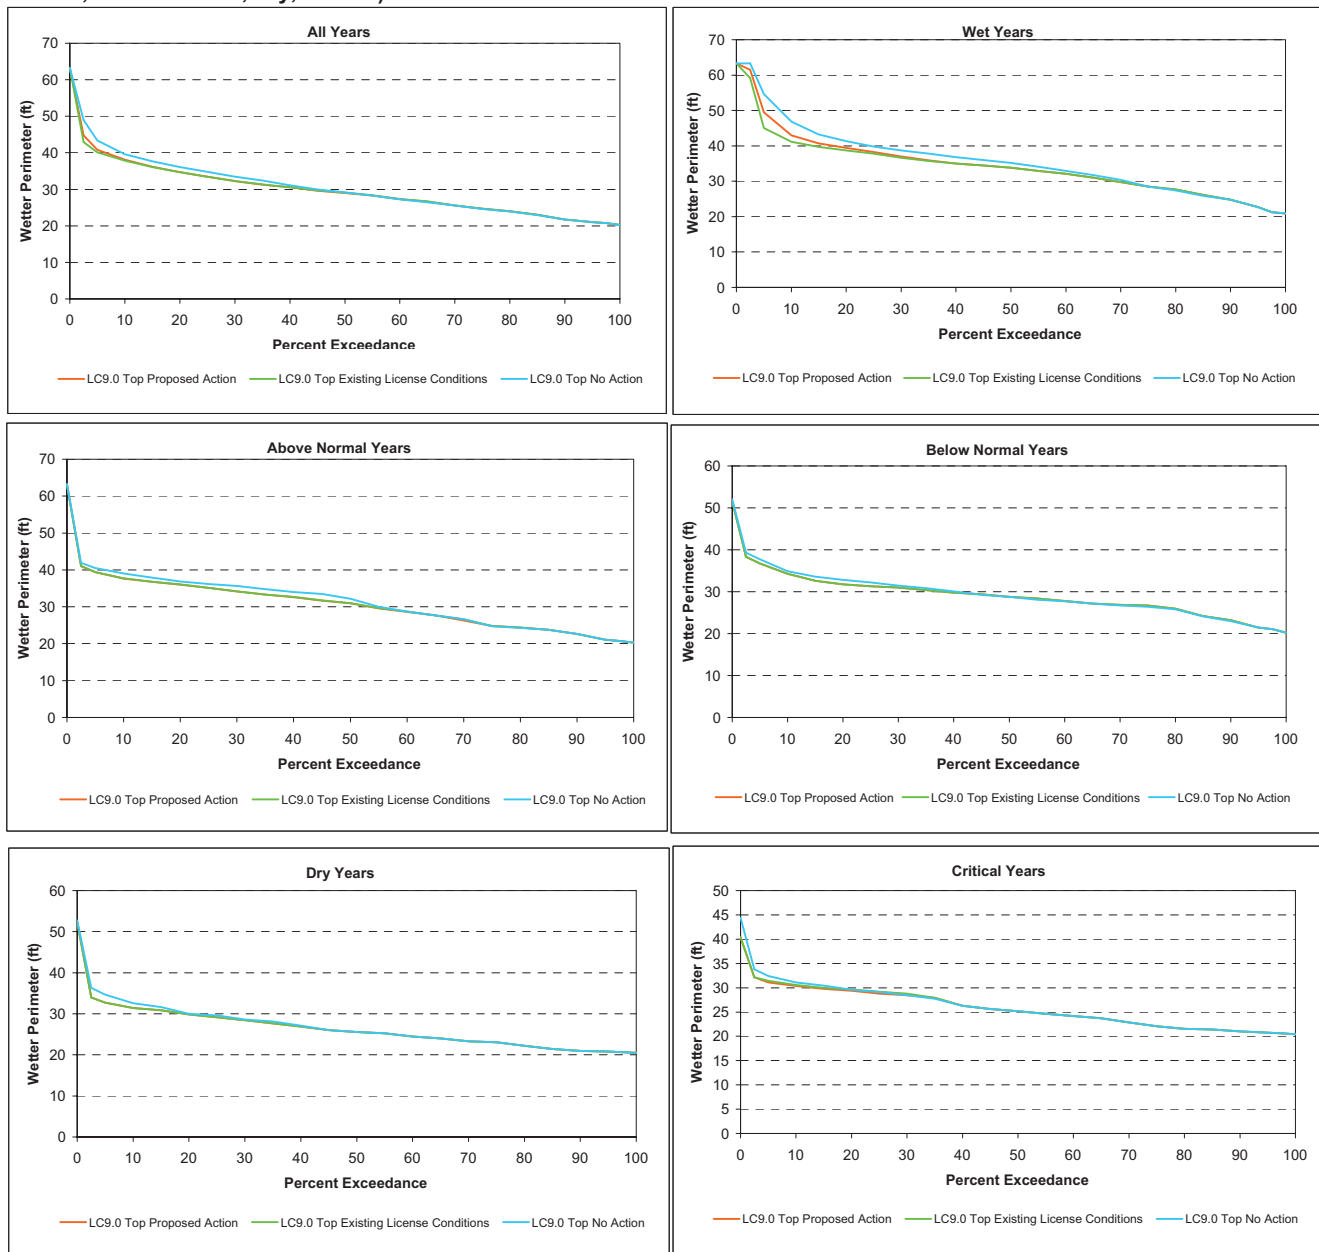 All Years
Wetter Perimeter (ft)
70
60
50
40
30
20
10
0
0 10 20 30 40 50 60 70 80 90 100
Percent Exceedance
LC9.0 Top Proposed Action LC9.0 Top Existing License Conditions LC9.0 Top No Action
Wet Years
Wetter Perimeter (ft)
70
60
50
40
30
20
10
0
0 10 20 30 40 50 60 70 80 90 100
Percent Exceedance
LC9.0 Top Proposed Action LC9.0 Top Existing License Conditions LC9.0 Top No Action
Above Normal Years
Wetter Perimeter (ft)
70
60
50
40
30
20
10
0
0 10 20 30 40 50 60 70 80 90 100
Percent Exceedance
LC9.0 Top Proposed Action LC9.0 Top Existing License Conditions LC9.0 Top No Action
Below Normal Years
Wetter Perimeter (ft)
60
50
40
30
20
10
0
0 10 20 30 40 50 60 70 80 90 100
Percent Exceedance
LC9.0 Top Proposed Action LC9.0 Top Existing License Conditions LC9.0 Top No Action
Dry Years
Wetter Perimeter (ft)
60
50
40
30
20
10
0
0 10 20 30 40 50 60 70 80 90 100
Percent Exceedance
LC9.0 Top Proposed Action LC9.0 Top Existing License Conditions LC9.0 Top No Action
Critical Years
Wetter Perimeter (ft)
50
45
40
35
30
25
20
15
10
5
0
0 10 20 30 40 50 60 70 80 90 100
Percent Exceedance
LC9.0 Top Proposed Action LC9.0 Top Existing License Conditions LC9.0 Top No Action